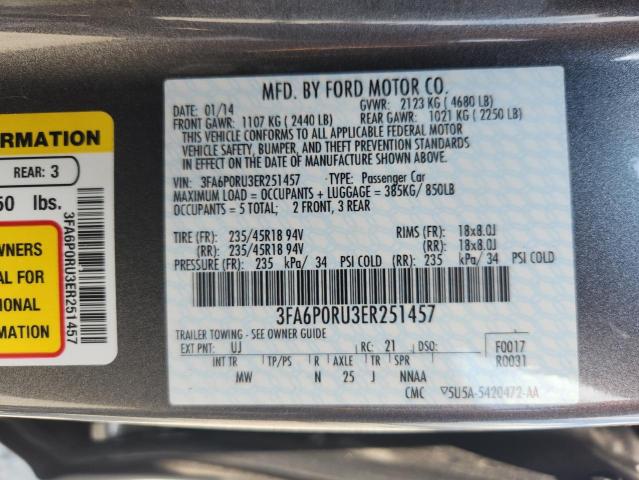 MFD. BY FORD MOTOR CO.
DATE: 01/14 GVWR: 2123 KG ( 4680 LB)
FRONT GAWR: 1107 KG ( 2440 LB) REAR GAWR: 1021 KG ( 2250 LB)
THIS VEHICLE CONFORMS TO ALL APPLICABLE FEDERAL MOTOR
VEHICLE SAFETY, BUMPER, AND THEFT PREVENTION STANDARDS
IN EFFECT ON THE DATE OF MANUFACTURE SHOWN ABOVE.
VIN: 3FA6P0RU3ER251457 TYPE: Passenger Car
MAXIMUM LOAD = OCCUPANTS + LUGGAGE = 385KG/ 850LB
OCCUPANTS = 5 TOTAL; 2 FRONT, 3 REAR
TIRE (FR): 235/45R18 94V RIMS (FR): 18x8.0J
(RR): 235/45R18 94V (RR): 18x8.0J
PRESSURE (FR): 235 kPa/ 34 PSI COLD (RR): 235 kPa/ 34 PSI COLD
3FA6P0RU3ER251457
TRAILER TOWING - SEE OWNER GUIDE
EXT PNT: UJ RC: 21 DSO: F0017
INT TR TP/PS R AXLE TR SPR R0031
MW N 25 J NNAA
CMC ▽5U5A-5420472-AA
ORMATION
REAR: 3
50 lbs.
WNERS
AL FOR
IONAL
MATION
3FA6P0RU3ER251457